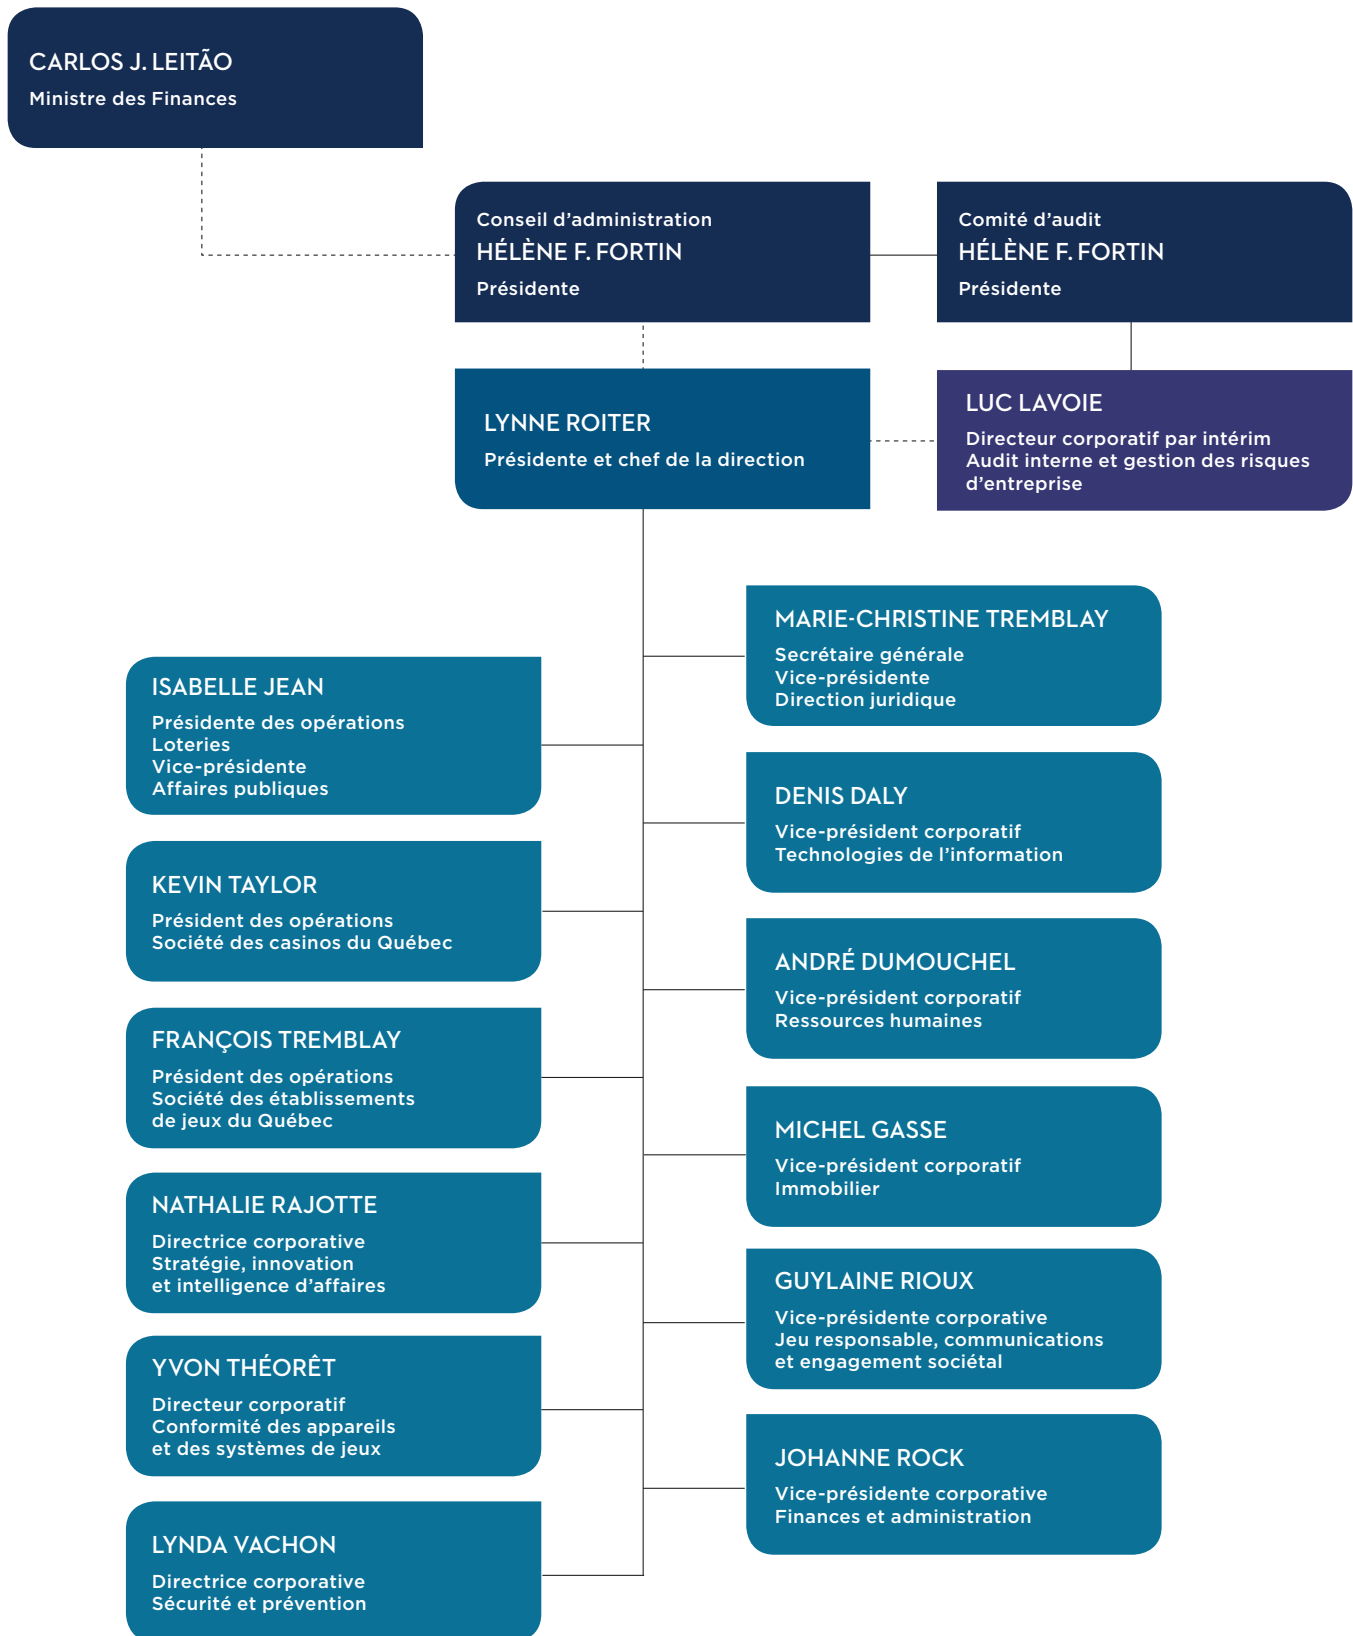 CARLOS J. LEITÃO
Ministre des Finances
Conseil d’administration
HÉLÈNE F. FORTIN
Présidente
Comité d’audit
HÉLÈNE F. FORTIN
Présidente
LYNNE ROITER
Présidente et chef de la direction
LUC LAVOIE
Directeur corporatif par intérim
Audit interne et gestion des risques
d’entreprise
ISABELLE JEAN
Présidente des opérations
Loteries
Vice-présidente
Affaires publiques
KEVIN TAYLOR
Président des opérations
Société des casinos du Québec
FRANÇOIS TREMBLAY
Président des opérations
Société des établissements
de jeux du Québec
NATHALIE RAJOTTE
Directrice corporative
Stratégie, innovation
et intelligence d’affaires
YVON THÉORÊT
Directeur corporatif
Conformité des appareils
et des systèmes de jeux
LYNDA VACHON
Directrice corporative
Sécurité et prévention
MARIE-CHRISTINE TREMBLAY
Secrétaire générale
Vice-présidente
Direction juridique
DENIS DALY
Vice-président corporatif
Technologies de l’information
ANDRÉ DUMOUCHEL
Vice-président corporatif
Ressources humaines
MICHEL GASSE
Vice-président corporatif
Immobilier
GUYLAINE RIOUX
Vice-présidente corporative
Jeu responsable, communications
et engagement sociétal
JOHANNE ROCK
Vice-présidente corporative
Finances et administration